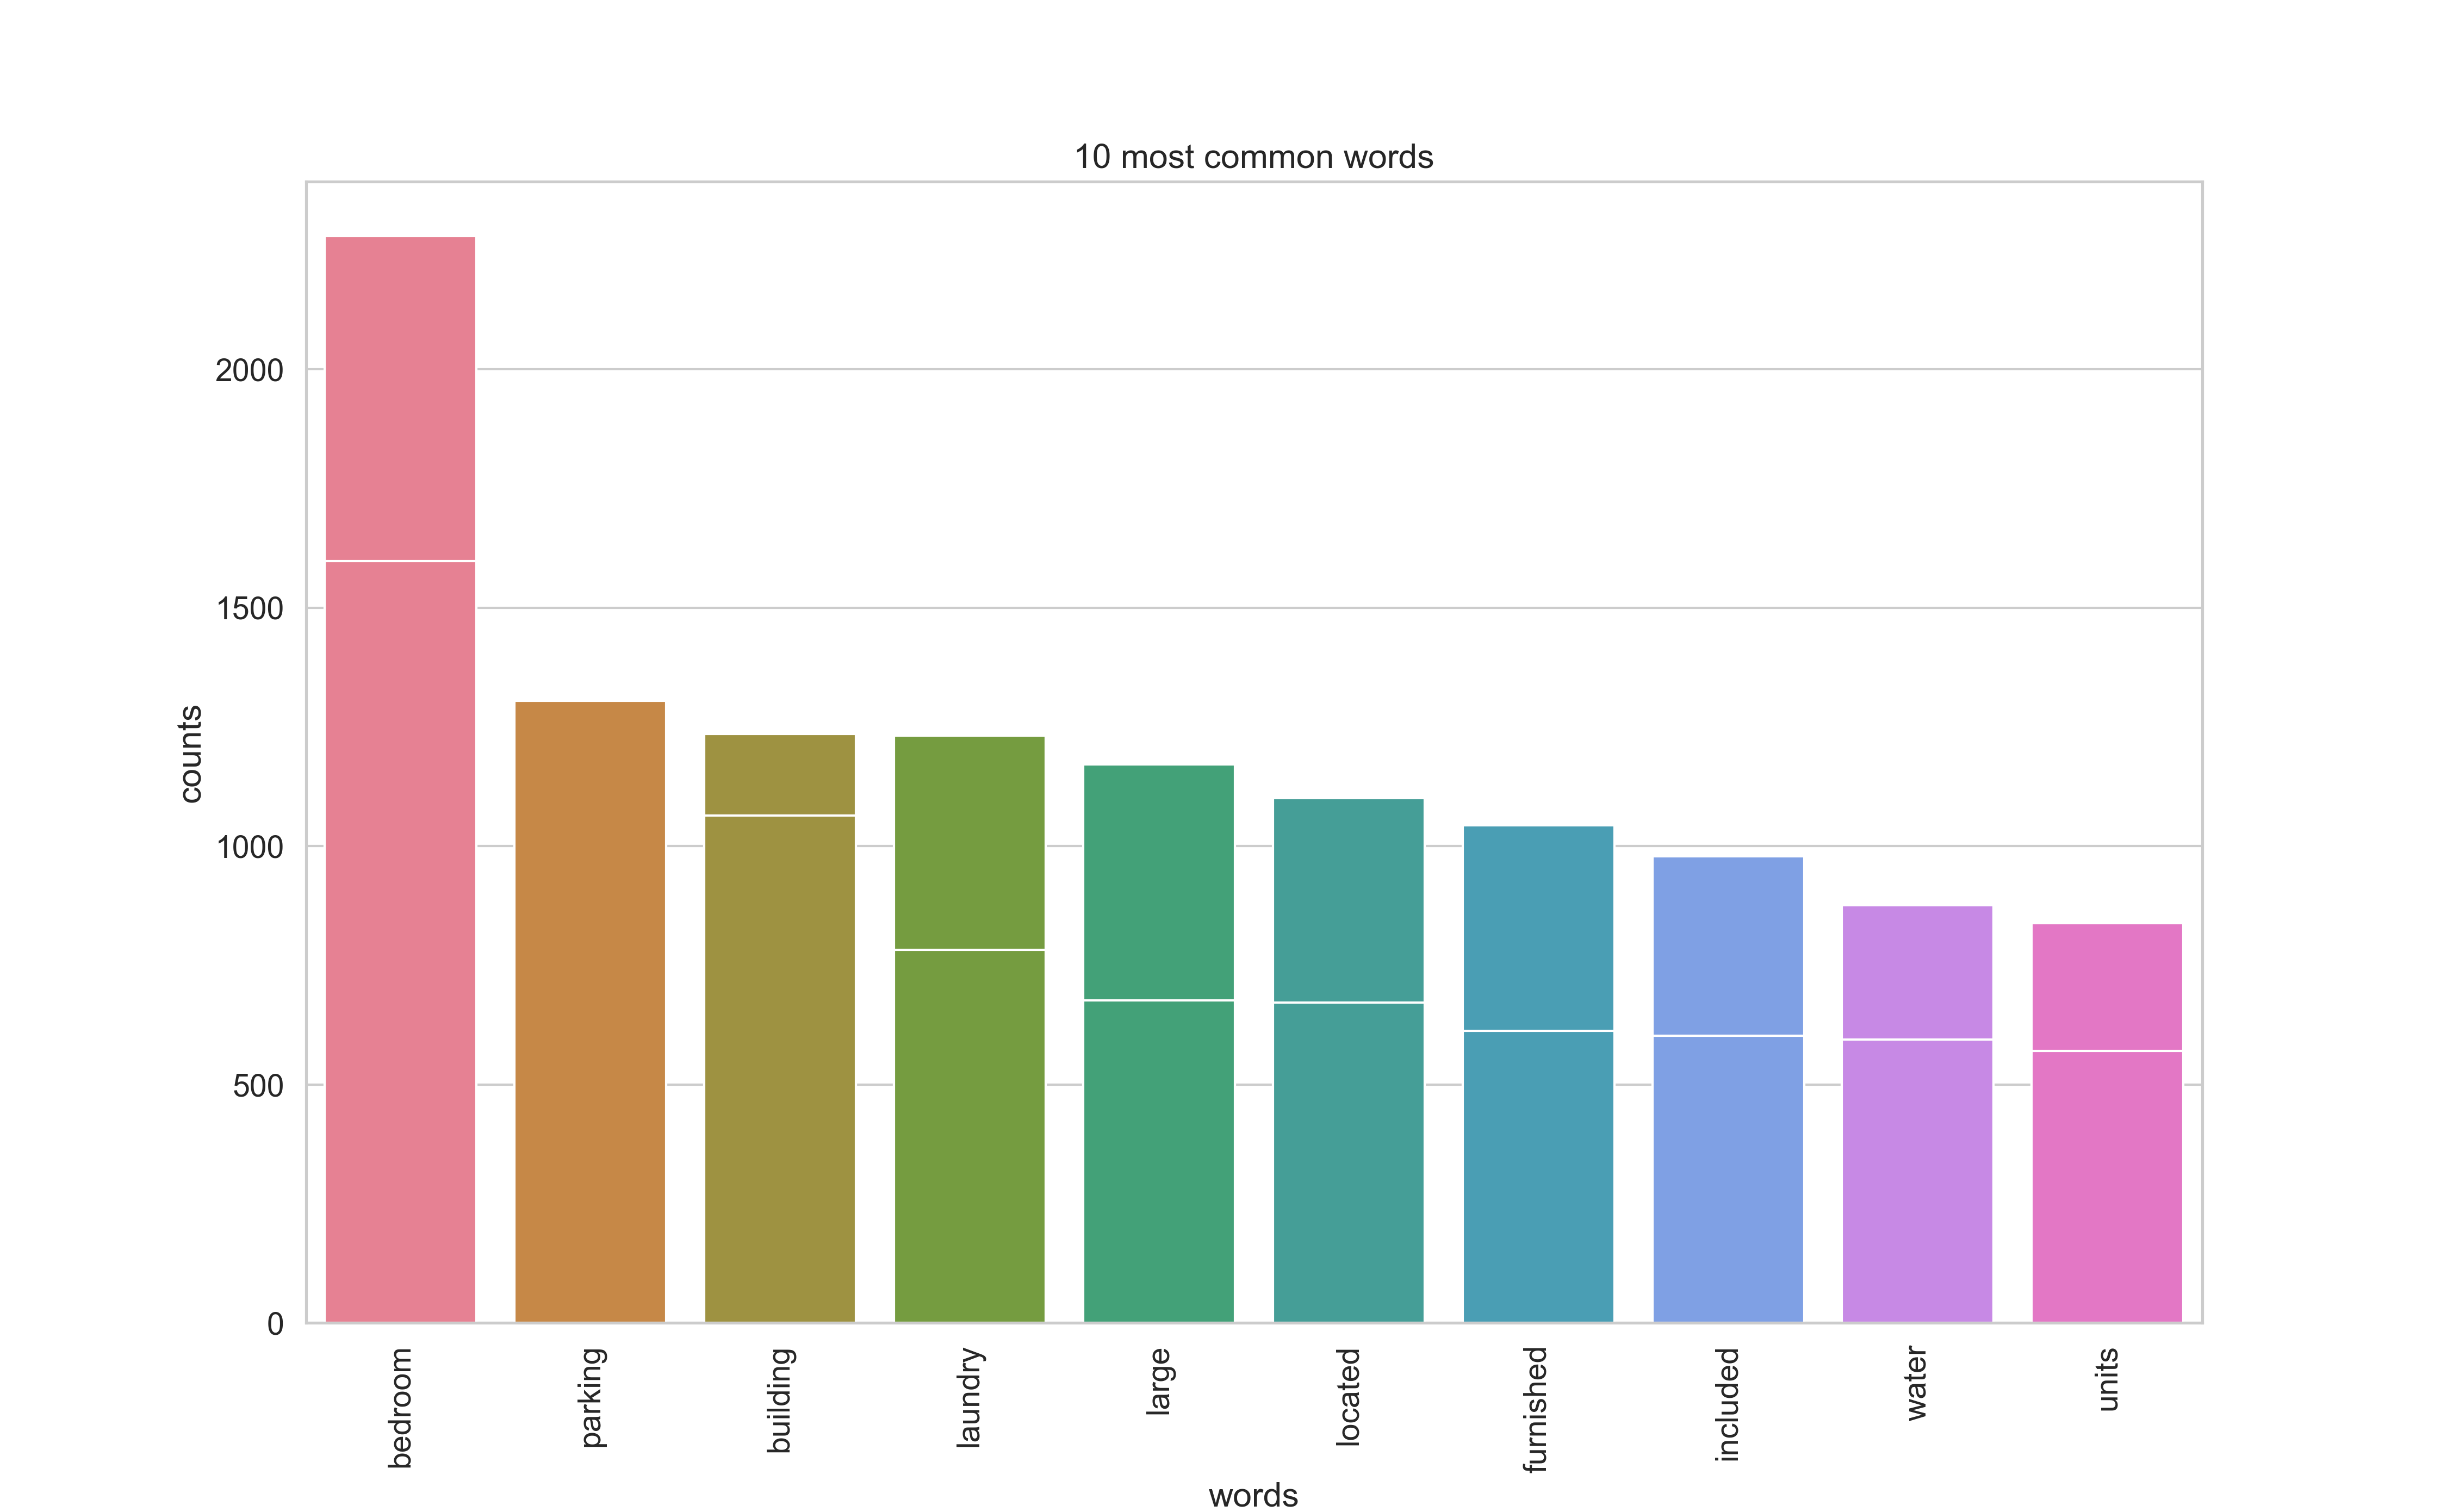 10 most common words
counts
2000
1500
1000
500
0
bedroom
parking
building
laundry
large
located
furnished
included
water
units
words